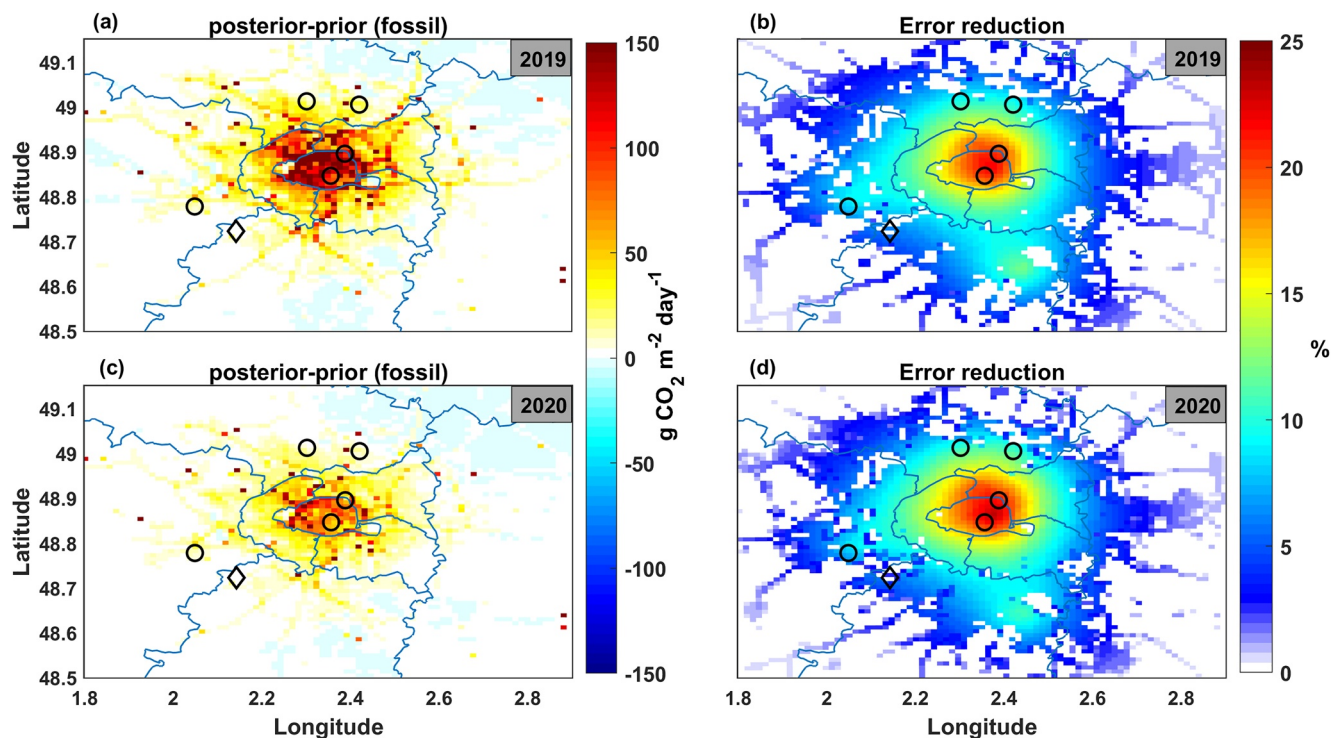 (a) posterior-prior (fossil)
2019
49.1
49
48.9
48.8
48.7
48.6
48.5
Latitude
(b) Error reduction
2019
(c) posterior-prior (fossil)
2020
49.1
49
48.9
48.8
48.7
48.6
48.5
Latitude
1.8 2 2.2 2.4 2.6 2.8
Longitude
150
100
50
0
-50
-100
-150
g CO₂ m⁻² day⁻¹
(d) Error reduction
2020
1.8 2 2.2 2.4 2.6 2.8
Longitude
25
20
15
10
5
0
%